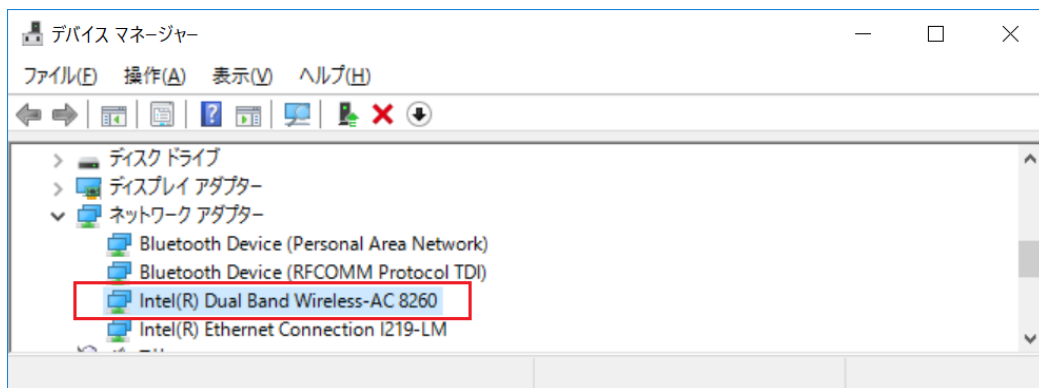 デバイス マネージャー
ファイル(F) 操作(A) 表示(V) ヘルプ(H)
ディスク ドライブ
ディスプレイ アダプター
ネットワーク アダプター
Bluetooth Device (Personal Area Network)
Bluetooth Device (RFCOMM Protocol TDI)
Intel(R) Dual Band Wireless-AC 8260
Intel(R) Ethernet Connection I219-LM